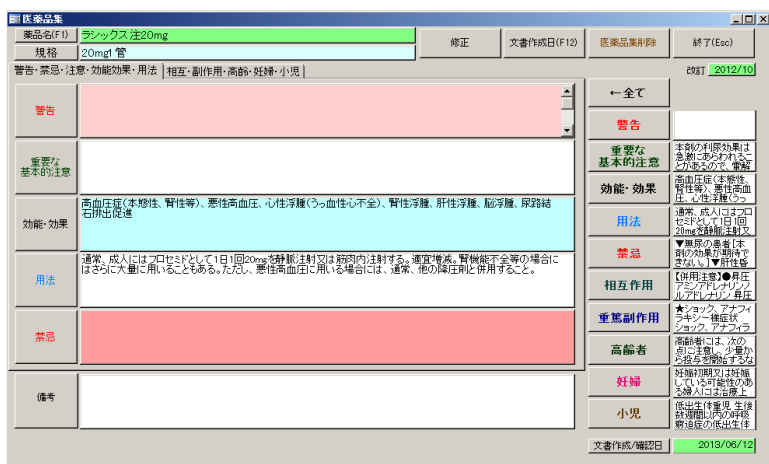 医薬品集
薬品名(F1) ラシックス注20mg
規格 20mg1管
修正 文書作成日(F12) 医薬品集削除 終了(Esc)
警告・禁忌・注意・効能効果・用法 相互・副作用・高齢・妊婦・小児
改訂 2012/10
警告
重要な
基本的注意
効能・効果
高血圧症(本態性、腎性等)、悪性高血圧、心性浮腫(うっ血性心不全)、腎性浮腫、肝性浮腫、脳浮腫、尿路結
石排出促進
用法
通常、成人にはフロセミドとして1日1回20mgを静脈注射又は筋肉内注射する。適宜増減。腎機能不全等の場合に
はさらに大量に用いることもある。ただし、悪性高血圧に用いる場合には、通常、他の降圧剤と併用すること。
禁忌
備考
←全て
警告
重要な
基本的注意
本剤の利尿効果は
急激にあらわれるこ
とがあるので、電解
効能・効果
高血圧症(本態性、
腎性等)、悪性高血
圧、心性浮腫(うっ
用法
通常、成人にはフロ
セミドとして1日1回
20mgを静脈注射又
禁忌
▼無尿の患者[本
剤の効果が期待で
きない。]▼肝性昏
相互作用
【併用注意】●昇圧
アミンアドレナリンノ
ルアドレナリン 昇圧
重篤副作用
★ショック、アナフィ
ラキシー様症状
ショック、アナフィラ
高齢者
高齢者には、次の
点に注意し、少量か
ら投与を開始するな
妊婦
妊娠初期又は妊娠
している可能性のあ
る婦人には治療上
小児
低出生体重児 生後
数週間以内の呼吸
窮迫症の低出生体
文書作成/確認日 2013/06/12